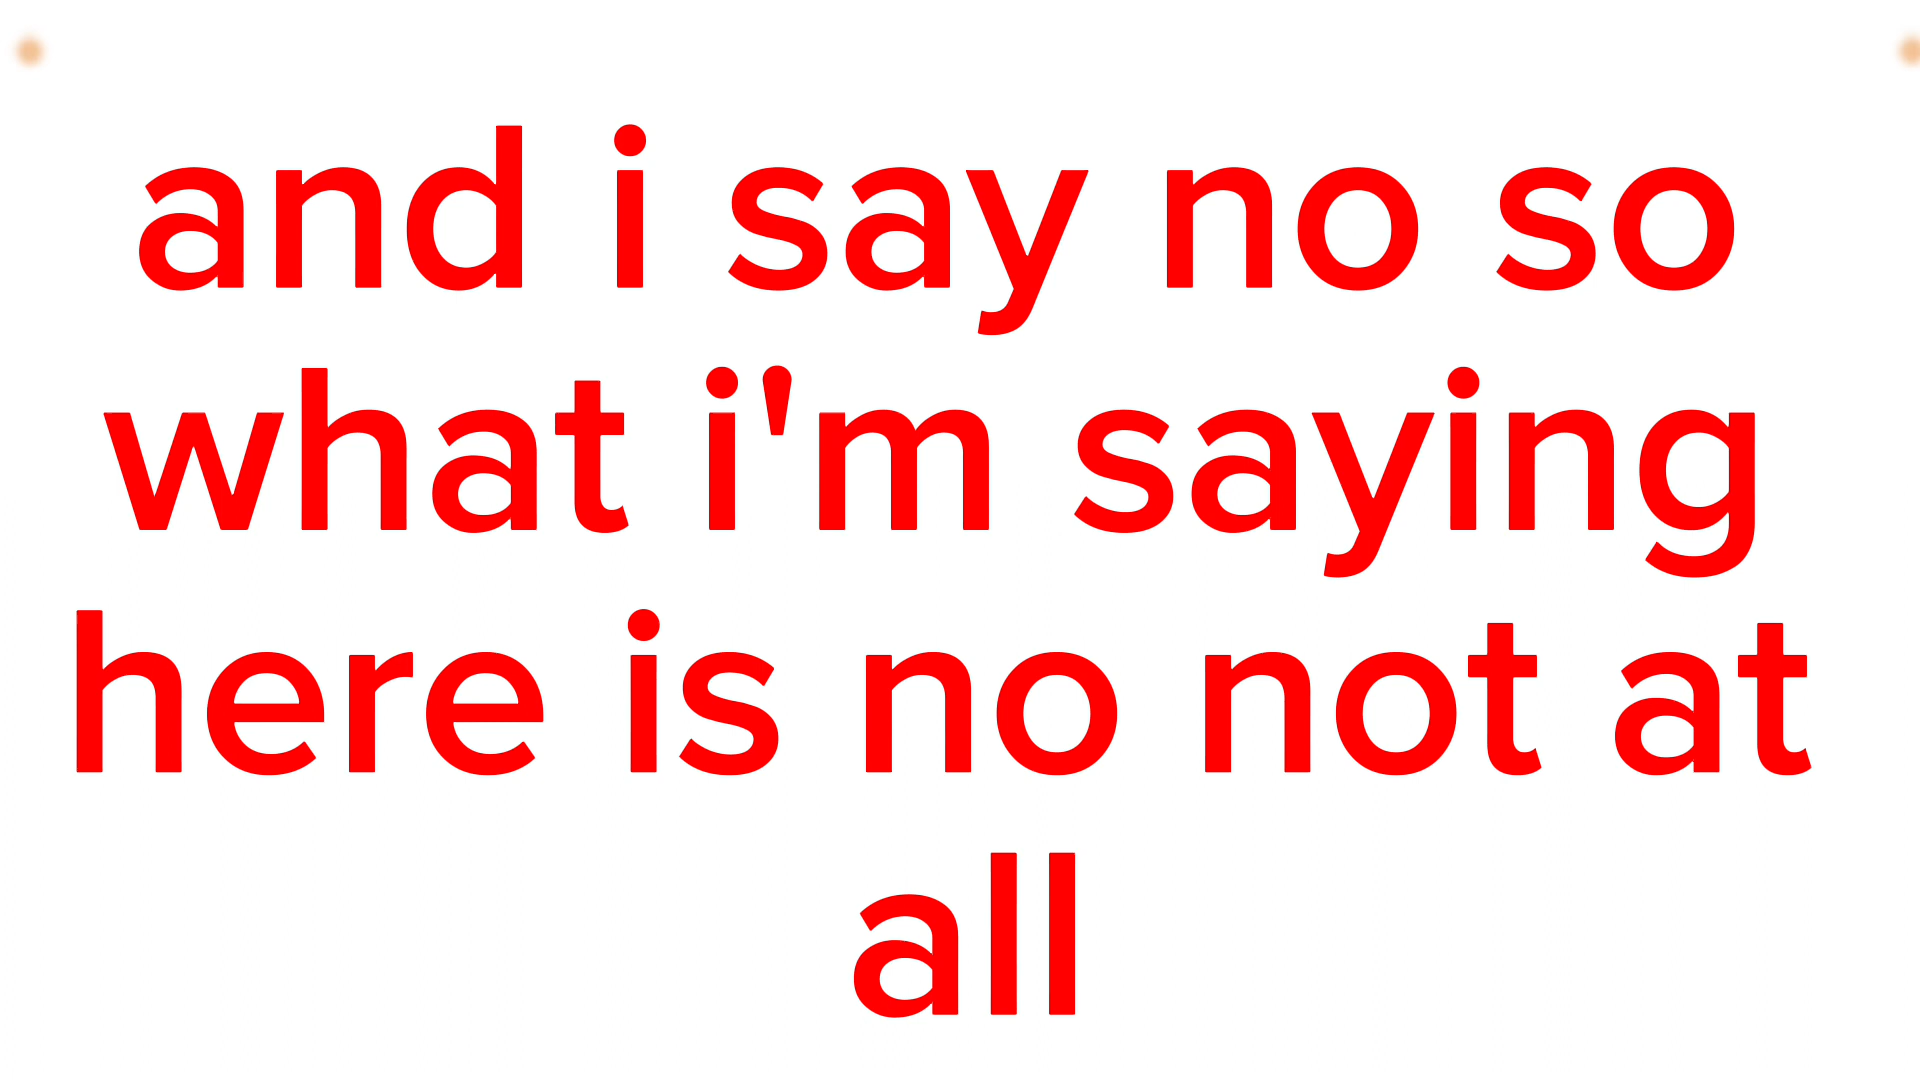 and i say no so
what i'm saying
here is no not at
all